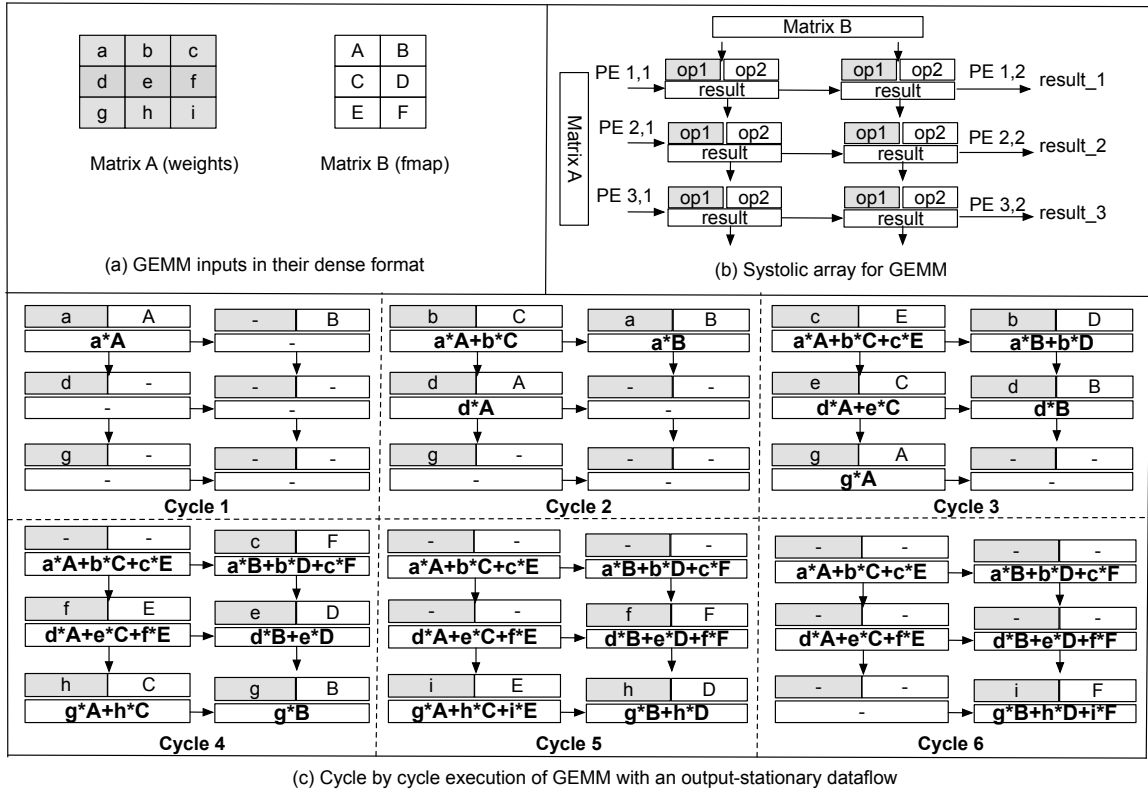 a b c
d e f
g h i
Matrix A (weights)
A B
C D
E F
Matrix B (fmap)
(a) GEMM inputs in their dense format
Matrix B
Matrix A
PE 1,1 op1 op2 op1 op2 PE 1,2 result_1
result result
PE 2,1 op1 op2 op1 op2 PE 2,2 result_2
result result
PE 3,1 op1 op2 op1 op2 PE 3,2 result_3
result result
(b) Systolic array for GEMM
a A - B
a*A -
d - - -
- -
g - - -
- -
Cycle 1
b C a B
a*A+b*C a*B
d A - -
d*A -
g - - -
- -
Cycle 2
c E b D
a*A+b*C+c*E a*B+b*D
e C d B
d*A+e*C d*B
g A - -
g*A -
Cycle 3
- - c F
a*A+b*C+c*E a*B+b*D+c*F
f E e D
d*A+e*C+f*E d*B+e*D
h C g B
g*A+h*C g*B
Cycle 4
- - - -
a*A+b*C+c*E a*B+b*D+c*F
- - f F
d*A+e*C+f*E d*B+e*D+f*F
i E h D
g*A+h*C+i*E g*B+h*D
Cycle 5
- - - -
a*A+b*C+c*E a*B+b*D+c*F
- - - -
d*A+e*C+f*E d*B+e*D+f*F
- - i F
- g*B+h*D+i*F
Cycle 6
(c) Cycle by cycle execution of GEMM with an output-stationary dataflow